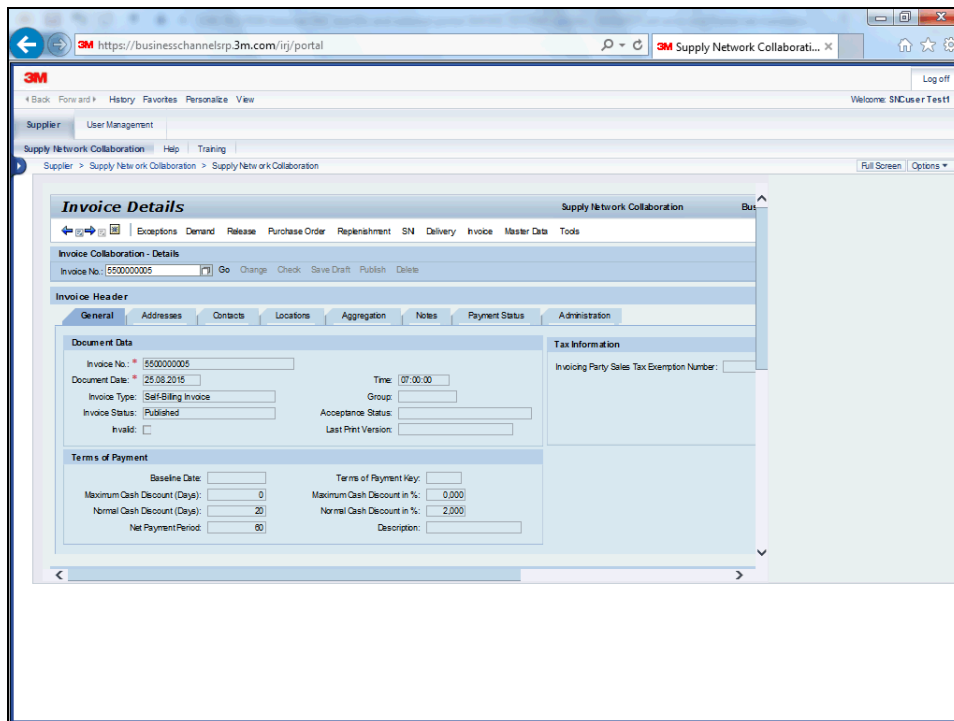 3M https://businesschannelsrp.3m.com/irj/portal 3M Supply Network Collaborati... ×
3M Log off
Back Forward History Favorites Personalize View Welcome: SNCuser Test1
Supplier User Management
Supply Network Collaboration Help Training
Supplier > Supply Network Collaboration > Supply Network Collaboration Full Screen Options
Invoice Details Supply Network Collaboration Bus
Exceptions Demand Release Purchase Order Replenishment SNI Delivery Invoice Master Data Tools
Invoice Collaboration - Details
Invoice No.: 5500000005 Go Change Check Save Draft Publish Delete
Invoice Header
General Addresses Contacts Locations Aggregation Notes Payment Status Administration
Document Data Tax Information
Invoice No.: * 5500000005 Invoicing Party Sales Tax Exemption Number:
Document Date: * 25.08.2015 Time: 07:00:00
Invoice Type: Self-Billing Invoice Group:
Invoice Status: Published Acceptance Status:
Invalid: Last Print Version:
Terms of Payment
Baseline Date: Terms of Payment Key:
Maximum Cash Discount (Days): 0 Maximum Cash Discount in %: 0,000
Normal Cash Discount (Days): 20 Normal Cash Discount in %: 2,000
Net Payment Period: 60 Description: